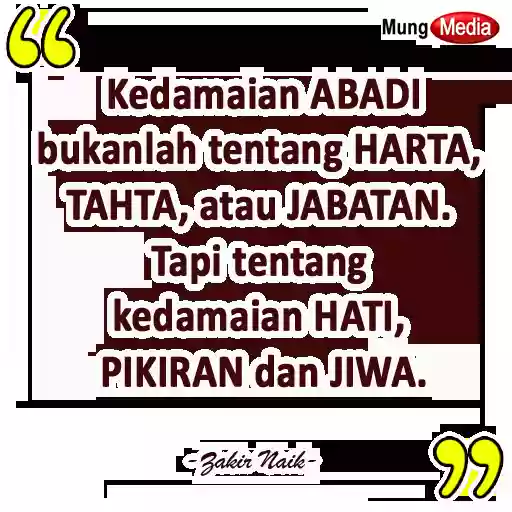 Mung Media
Kedamaian ABADI
bukanlah tentang HARTA,
TAHTA, atau JABATAN.
Tapi tentang
kedamaian HATI,
PIKIRAN dan JIWA.
-Zakir Naik-